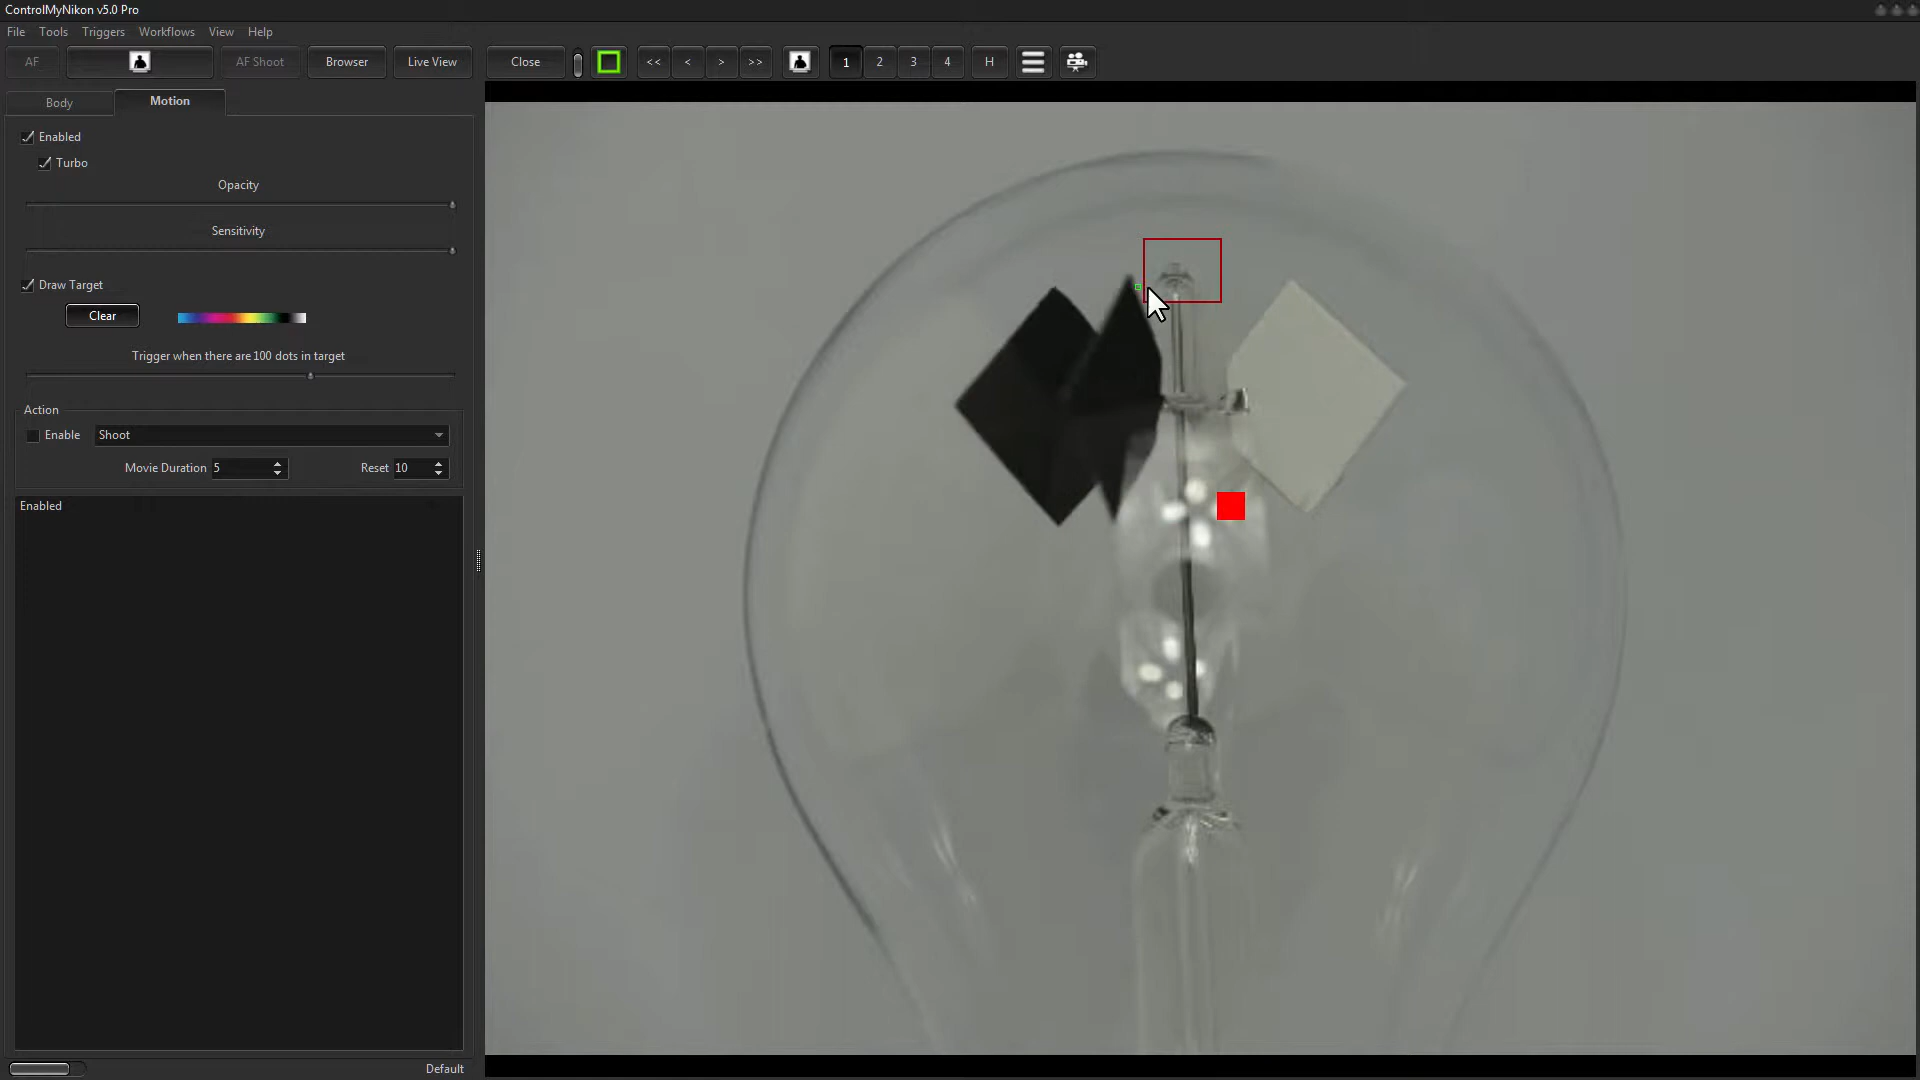 ControlMyNikon v5.0 Pro
File Tools Triggers Workflows View Help
AF AF Shoot Browser Live View Close << < > >> 1 2 3 4 H
Body Motion
Enabled
Turbo
Opacity
Sensitivity
Draw Target
Clear
Trigger when there are 100 dots in target
Action
Enable Shoot
Movie Duration 5 Reset 10
Enabled
Default